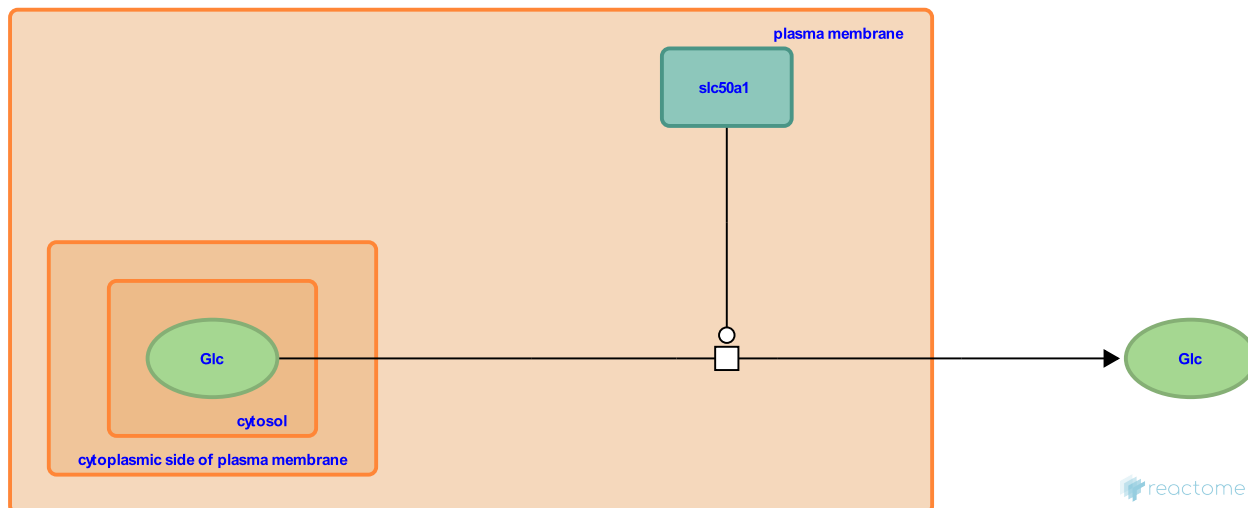 plasma membrane
slc50a1
Glc
Glc
cytosol
cytoplasmic side of plasma membrane
reactome